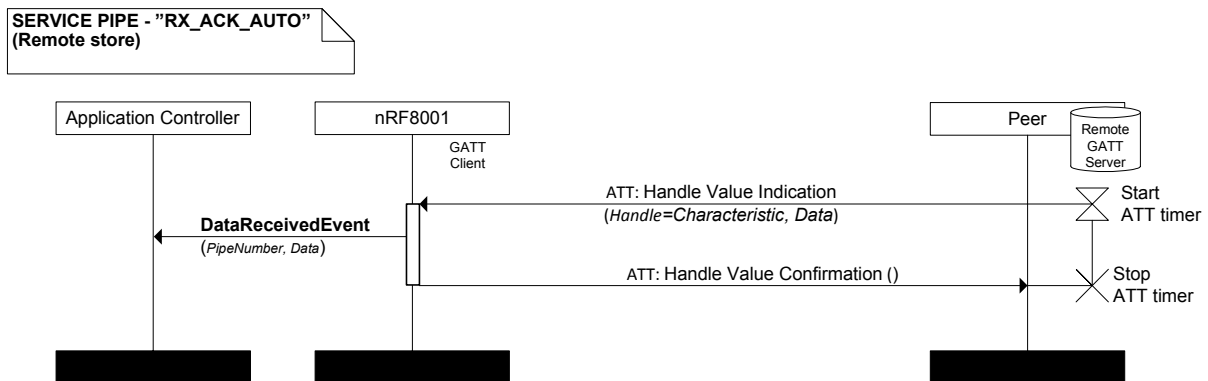 SERVICE PIPE - ”RX_ACK_AUTO”
(Remote store)
Application Controller
nRF8001
Peer
Remote
GATT
Server
GATT
Client
ATT: Handle Value Indication
(Handle=Characteristic, Data)
Start
ATT timer
DataReceivedEvent
(PipeNumber, Data)
ATT: Handle Value Confirmation ()
Stop
ATT timer